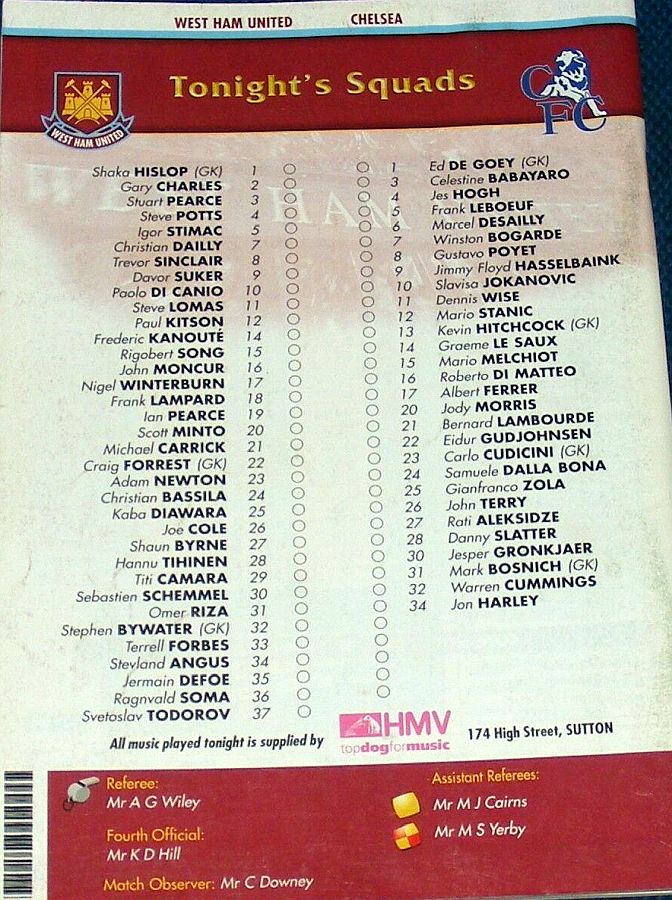 WEST HAM UNITED CHELSEA
Tonight's Squads
WEST HAM UNITED
CFC
WEST HAM
Shaka HISLOP (GK) 1
Gary CHARLES 2
Stuart PEARCE 3
Steve POTTS 4
Igor STIMAC 5
Christian DAILLY 7
Trevor SINCLAIR 8
Davor SUKER 9
Paolo DI CANIO 10
Steve LOMAS 11
Paul KITSON 12
Frederic KANOUTÉ 14
Rigobert SONG 15
John MONCUR 16
Nigel WINTERBURN 17
Frank LAMPARD 18
Ian PEARCE 19
Scott MINTO 20
Michael CARRICK 21
Craig FORREST (GK) 22
Adam NEWTON 23
Christian BASSILA 24
Kaba DIAWARA 25
Joe COLE 26
Shaun BYRNE 27
Hannu TIHINEN 28
Titi CAMARA 29
Sebastien SCHEMMEL 30
Omer RIZA 31
Stephen BYWATER (GK) 32
Terrell FORBES 33
Stevland ANGUS 34
Jermain DEFOE 35
Ragnvald SOMA 36
Svetoslav TODOROV 37
1 Ed DE GOEY (GK)
3 Celestine BABAYARO
4 Jes HOGH
5 Frank LEBOEUF
6 Marcel DESAILLY
7 Winston BOGARDE
8 Gustavo POYET
9 Jimmy Floyd HASSELBAINK
10 Slavisa JOKANOVIC
11 Dennis WISE
12 Mario STANIC
13 Kevin HITCHCOCK (GK)
14 Graeme LE SAUX
15 Mario MELCHIOT
16 Roberto DI MATTEO
17 Albert FERRER
20 Jody MORRIS
21 Bernard LAMBOURDE
22 Eidur GUDJOHNSEN
23 Carlo CUDICINI (GK)
24 Samuele DALLA BONA
25 Gianfranco ZOLA
26 John TERRY
27 Rati ALEKSIDZE
28 Danny SLATTER
30 Jesper GRONKJAER
31 Mark BOSNICH (GK)
32 Warren CUMMINGS
34 Jon HARLEY
All music played tonight is supplied by HMV topdogformusic 174 High Street, SUTTON
Referee:
Mr A G Wiley
Fourth Official:
Mr K D Hill
Match Observer: Mr C Downey
Assistant Referees:
Mr M J Cairns
Mr M S Yerby